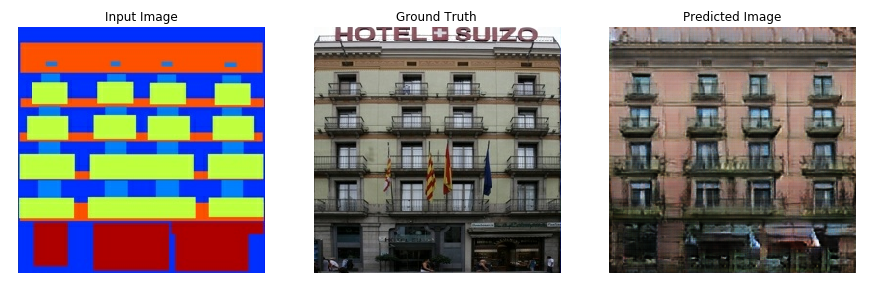 Input Image
Ground Truth
Predicted Image
HOTEL SUIZO